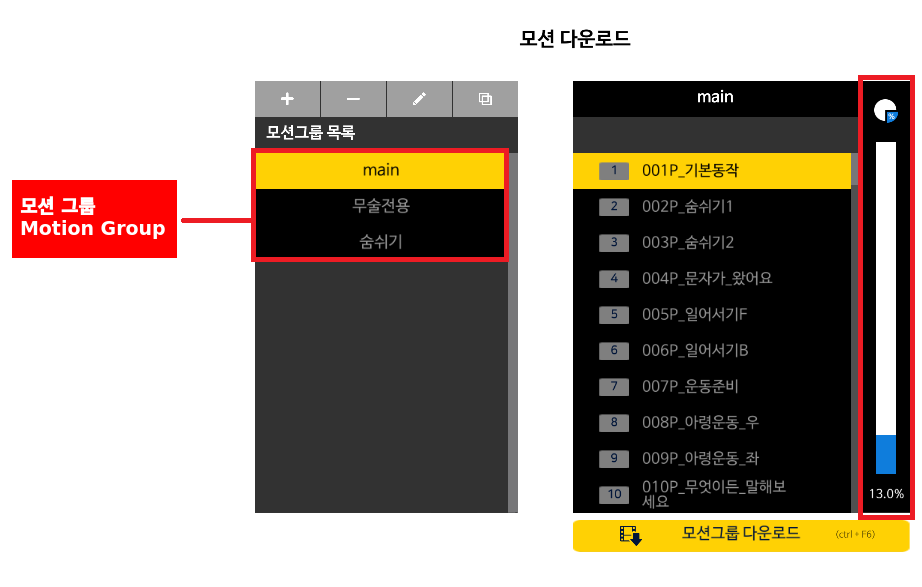 모션 다운로드
모션그룹 목록
main
무술전용
숨쉬기
모션 그룹
Motion Group
main
1 001P_기본동작
2 002P_숨쉬기1
3 003P_숨쉬기2
4 004P_문자가_왔어요
5 005P_일어서기F
6 006P_일어서기B
7 007P_운동준비
8 008P_아령운동_우
9 009P_아령운동_좌
10 010P_무엇이든_말해보
세요
%
13.0%
모션그룹 다운로드 (ctrl + F6)